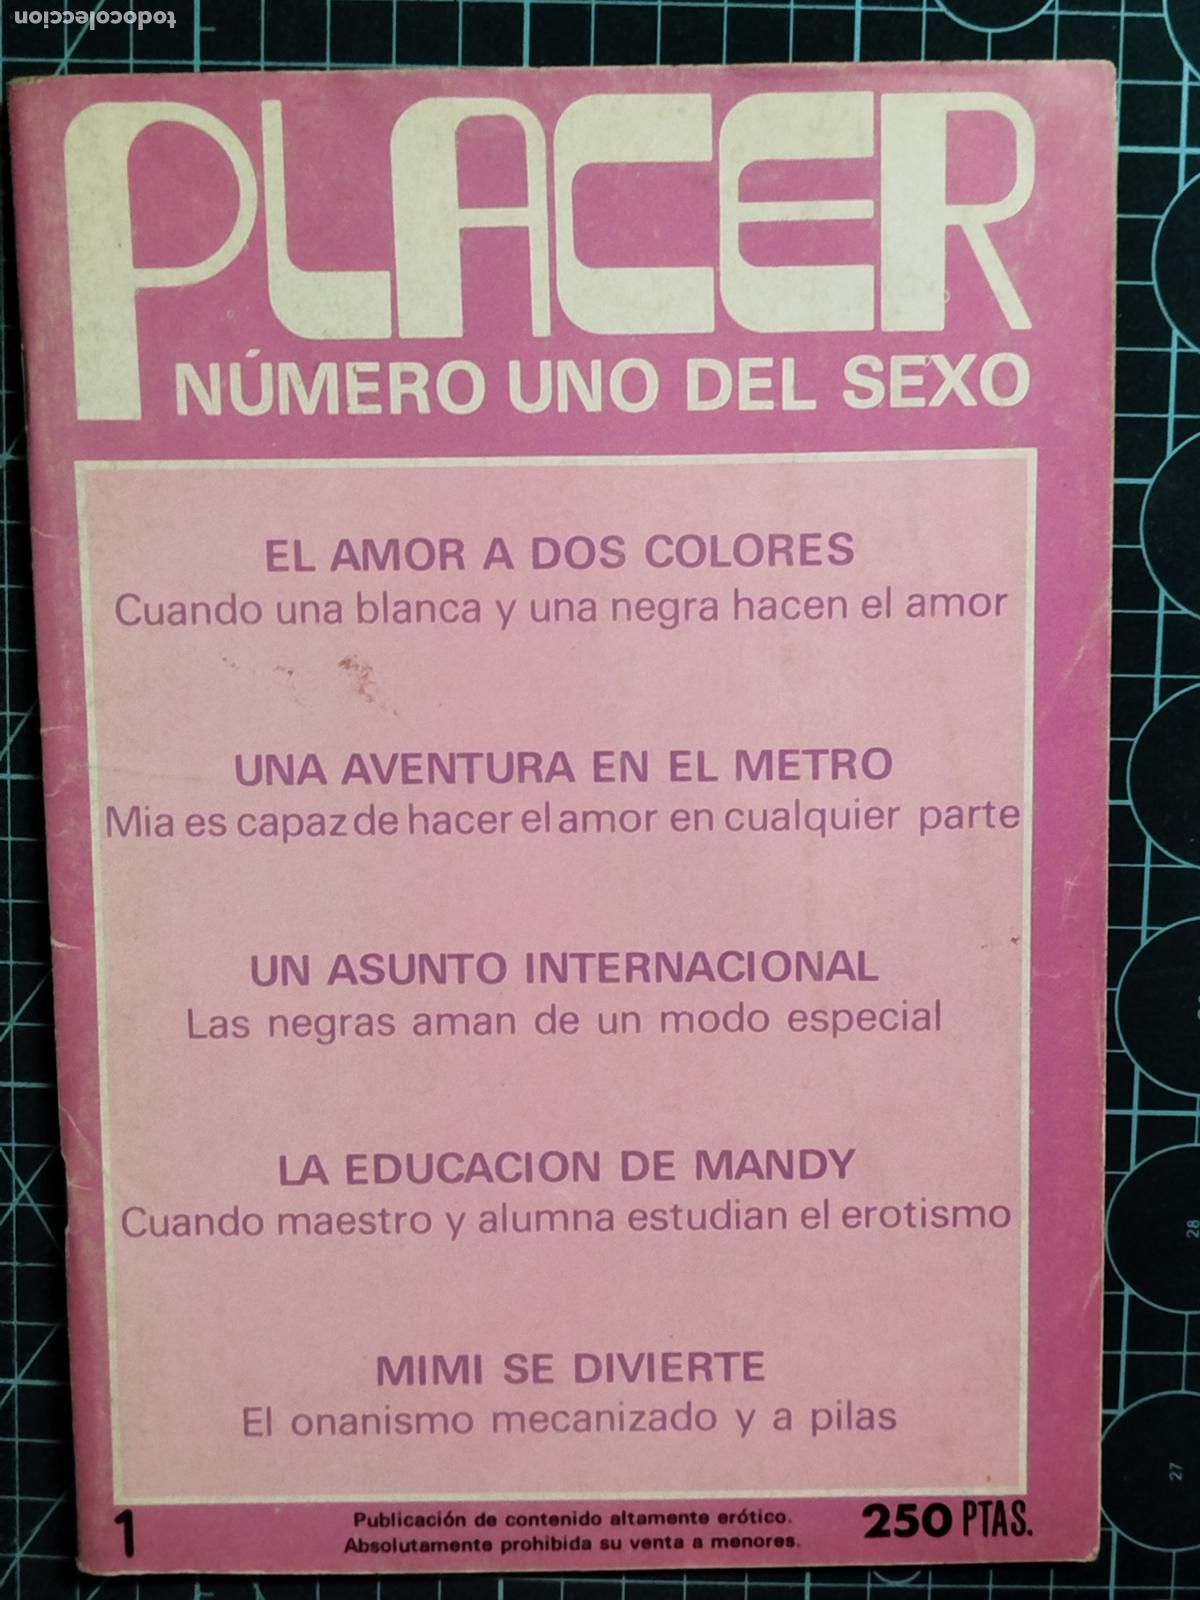 todocoleccion
PLACER
NÚMERO UNO DEL SEXO
EL AMOR A DOS COLORES
Cuando una blanca y una negra hacen el amor
UNA AVENTURA EN EL METRO
Mia es capaz de hacer el amor en cualquier parte
UN ASUNTO INTERNACIONAL
Las negras aman de un modo especial
LA EDUCACION DE MANDY
Cuando maestro y alumna estudian el erotismo
MIMI SE DIVIERTE
El onanismo mecanizado y a pilas
1
Publicación de contenido altamente erótico.
Absolutamente prohibida su venta a menores.
250 PTAS.
28
27